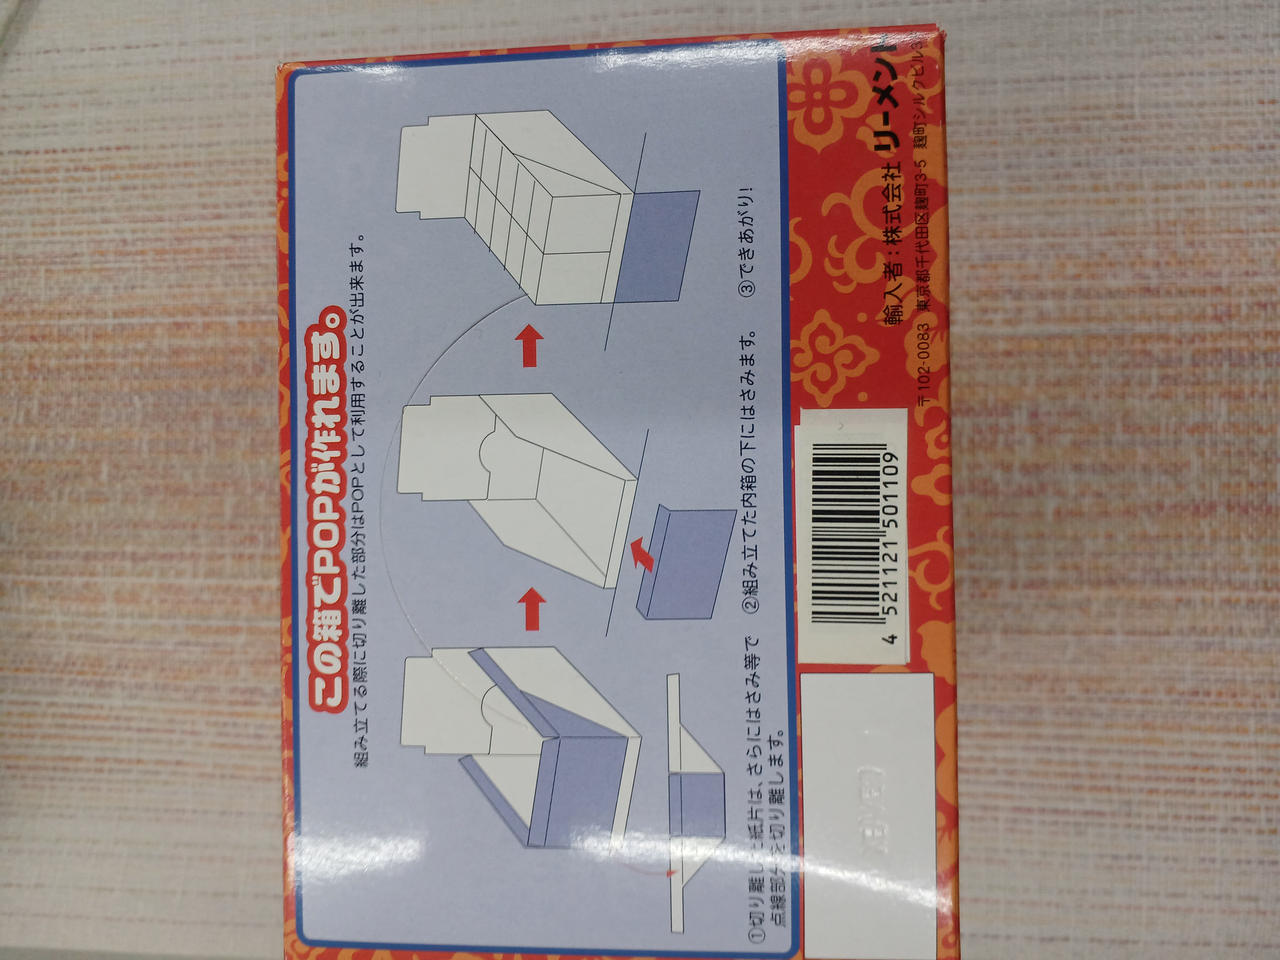 この箱でPOPが作れます。
組み立てる際に切り離した部分はPOPとして利用することが出来ます。
①切り離した紙片は、さらにはさみ等で
点線部分を切り離します。
②組み立てた内箱の下にはさみます。
③できあがり!
4 521121 501109
輸入者:株式会社 リーメント
〒102-0083 東京都千代田区麹町3-5 麹町シルクビル3